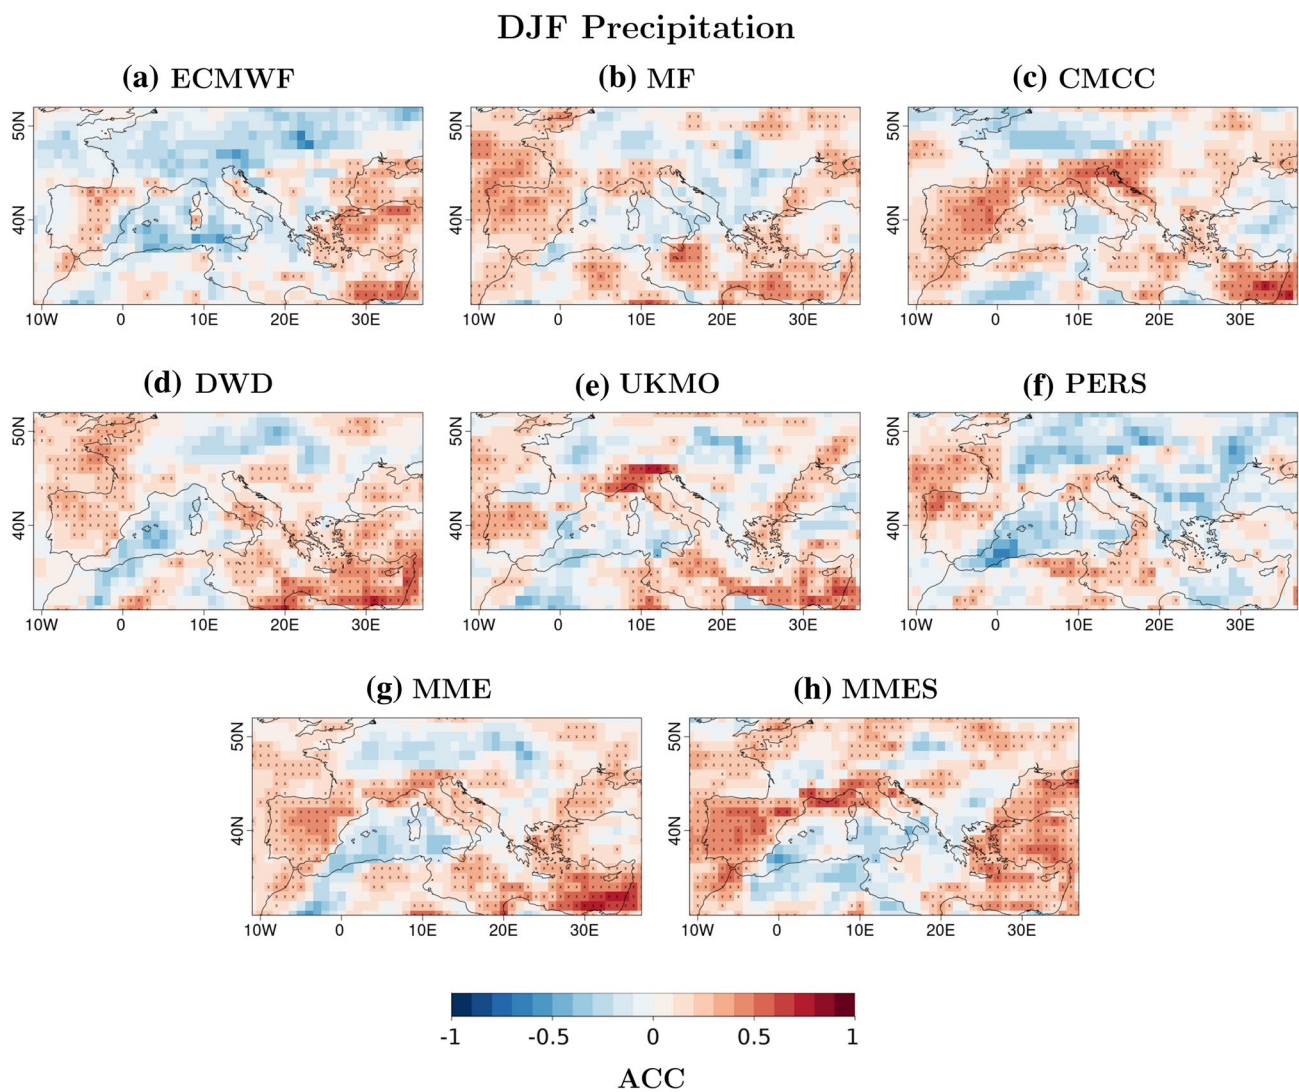 DJF Precipitation
(a) ECMWF
(b) MF
(c) CMCC
50N
40N
10W 0 10E 20E 30E
50N
40N
10W 0 10E 20E 30E
50N
40N
10W 0 10E 20E 30E
(d) DWD
(e) UKMO
(f) PERS
50N
40N
10W 0 10E 20E 30E
50N
40N
10W 0 10E 20E 30E
50N
40N
10W 0 10E 20E 30E
(g) MME
(h) MMES
50N
40N
10W 0 10E 20E 30E
50N
40N
10W 0 10E 20E 30E
-1 -0.5 0 0.5 1
ACC